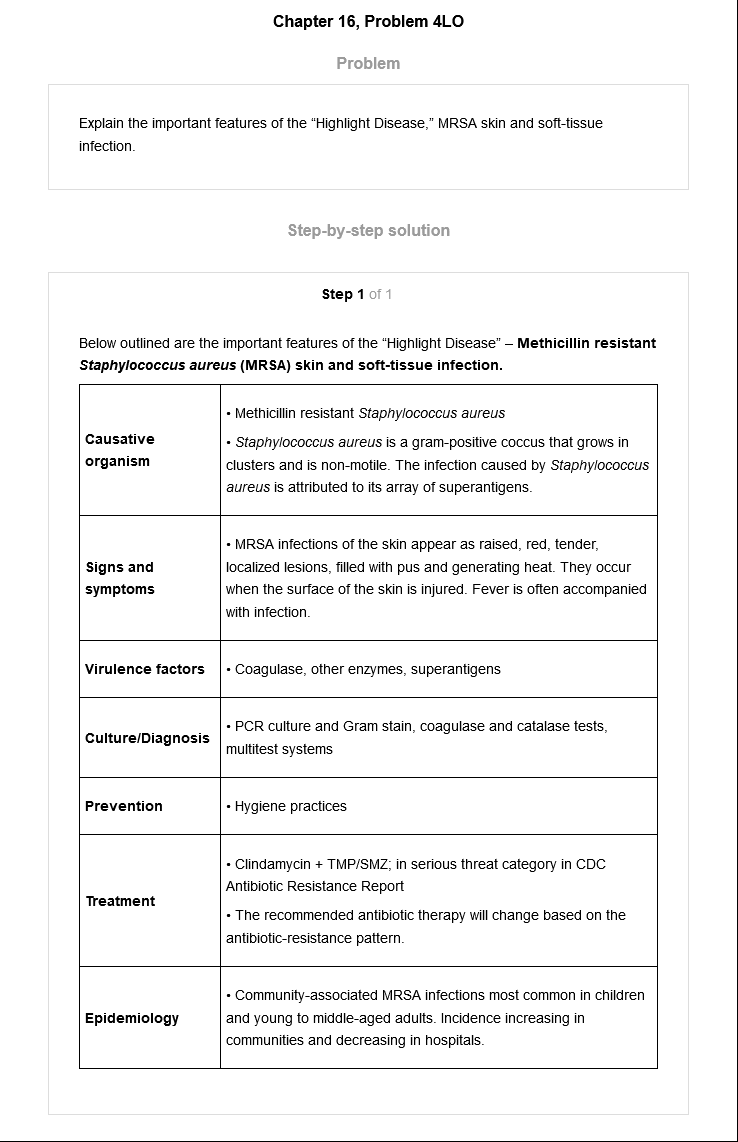 Chapter 16, Problem 4LO
Problem
Explain the important features of the “Highlight Disease,” MRSA skin and soft-tissue
infection.
Step-by-step solution
Step 1 of 1
Below outlined are the important features of the “Highlight Disease” – Methicillin resistant
Staphylococcus aureus (MRSA) skin and soft-tissue infection.
Causative
organism
• Methicillin resistant Staphylococcus aureus
• Staphylococcus aureus is a gram-positive coccus that grows in
clusters and is non-motile. The infection caused by Staphylococcus
aureus is attributed to its array of superantigens.
Signs and
symptoms
• MRSA infections of the skin appear as raised, red, tender,
localized lesions, filled with pus and generating heat. They occur
when the surface of the skin is injured. Fever is often accompanied
with infection.
Virulence factors
• Coagulase, other enzymes, superantigens
Culture/Diagnosis
• PCR culture and Gram stain, coagulase and catalase tests,
multitest systems
Prevention
• Hygiene practices
Treatment
• Clindamycin + TMP/SMZ; in serious threat category in CDC
Antibiotic Resistance Report
• The recommended antibiotic therapy will change based on the
antibiotic-resistance pattern.
Epidemiology
• Community-associated MRSA infections most common in children
and young to middle-aged adults. Incidence increasing in
communities and decreasing in hospitals.